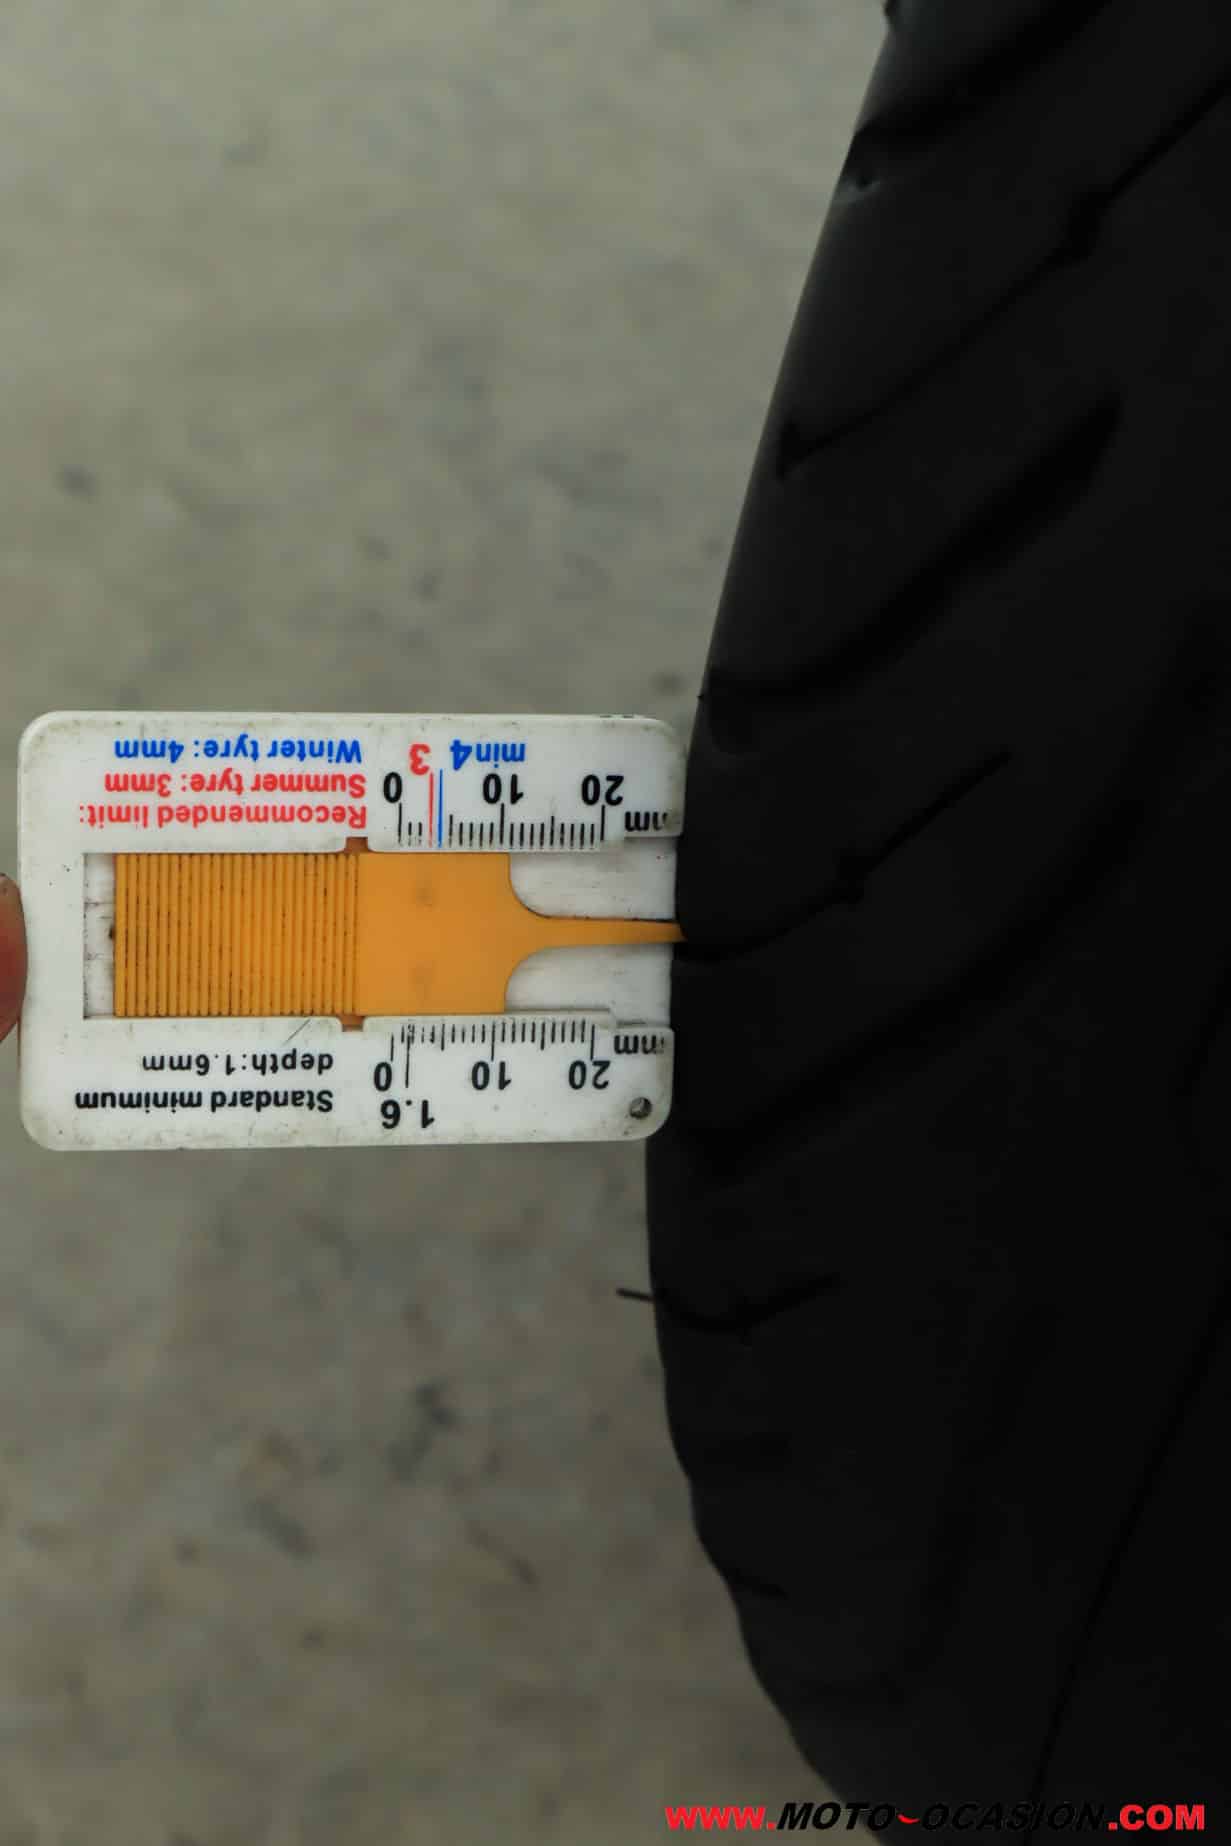 Standard minimum
depth:1.6mm
1.6
0 10 20 mm
0 10 20 mm
Recommended limit:
Summer tyre: 3mm
Winter tyre: 4mm
3
min4
www.MOTO-OCASION.COM